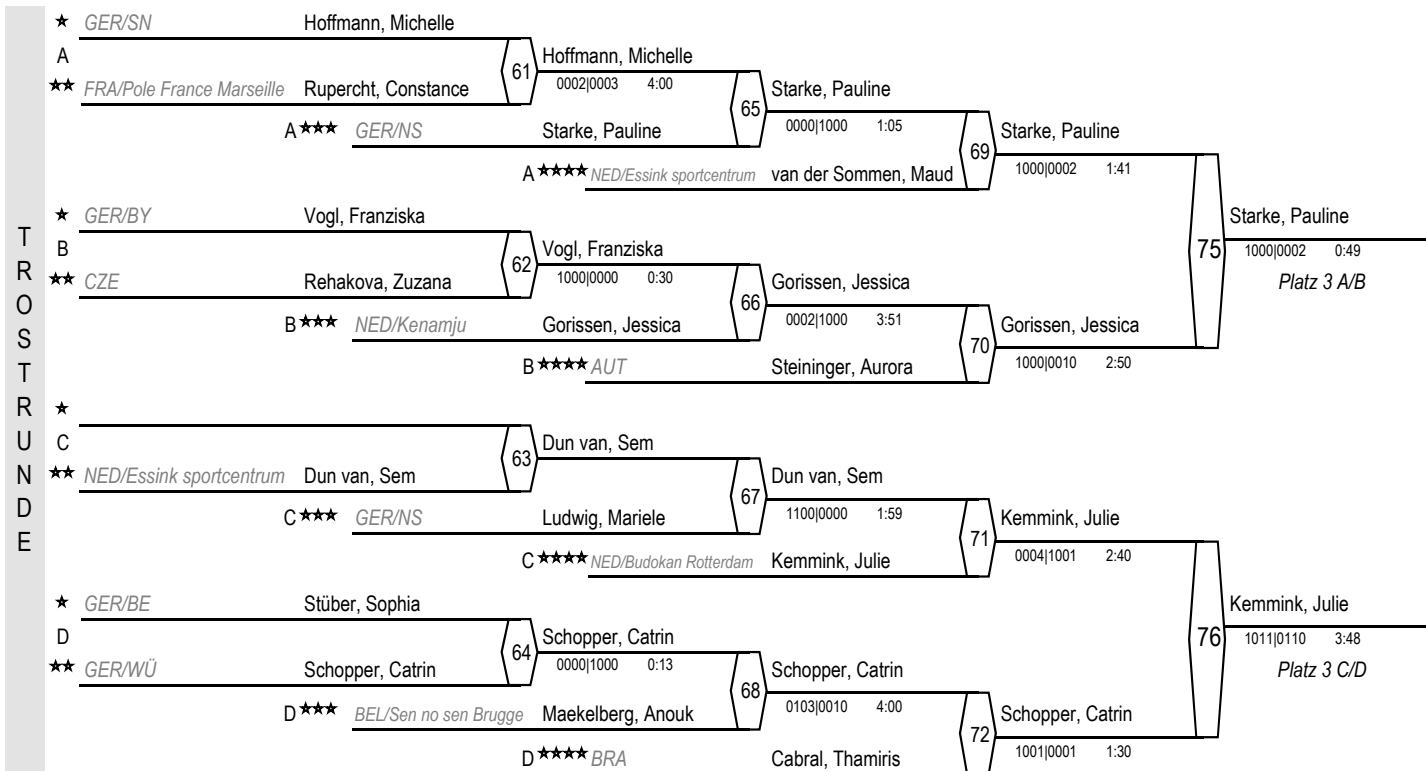 TROSTRUNDE
★ GER/SN Hoffmann, Michelle
A
61 Hoffmann, Michelle
★★ FRA/Pole France Marseille Rupercht, Constance
0002|0003 4:00
65 Starke, Pauline
A★★★ GER/NS Starke, Pauline
0000|1000 1:05
69 Starke, Pauline
A★★★★ NED/Essink sportcentrum van der Sommen, Maud
1000|0002 1:41
★ GER/BY Vogl, Franziska
75 Starke, Pauline
1000|0002 0:49
Platz 3 A/B
B
62 Vogl, Franziska
★★ CZE Rehakova, Zuzana
1000|0000 0:30
66 Gorissen, Jessica
B★★★ NED/Kenamju Gorissen, Jessica
0002|1000 3:51
70 Gorissen, Jessica
B★★★★ AUT Steininger, Aurora
1000|0010 2:50
★
C
63 Dun van, Sem
★★ NED/Essink sportcentrum Dun van, Sem
67 Dun van, Sem
C★★★ GER/NS Ludwig, Mariele
1100|0000 1:59
71 Kemmink, Julie
C★★★★ NED/Budokan Rotterdam Kemmink, Julie
0004|1001 2:40
★ GER/BE Stüber, Sophia
76 Kemmink, Julie
1011|0110 3:48
Platz 3 C/D
D
64 Schopper, Catrin
★★ GER/WÜ Schopper, Catrin
0000|1000 0:13
68 Schopper, Catrin
D★★★ BEL/Sen no sen Brugge Maekelberg, Anouk
0103|0010 4:00
72 Schopper, Catrin
D★★★★ BRA Cabral, Thamiris
1001|0001 1:30